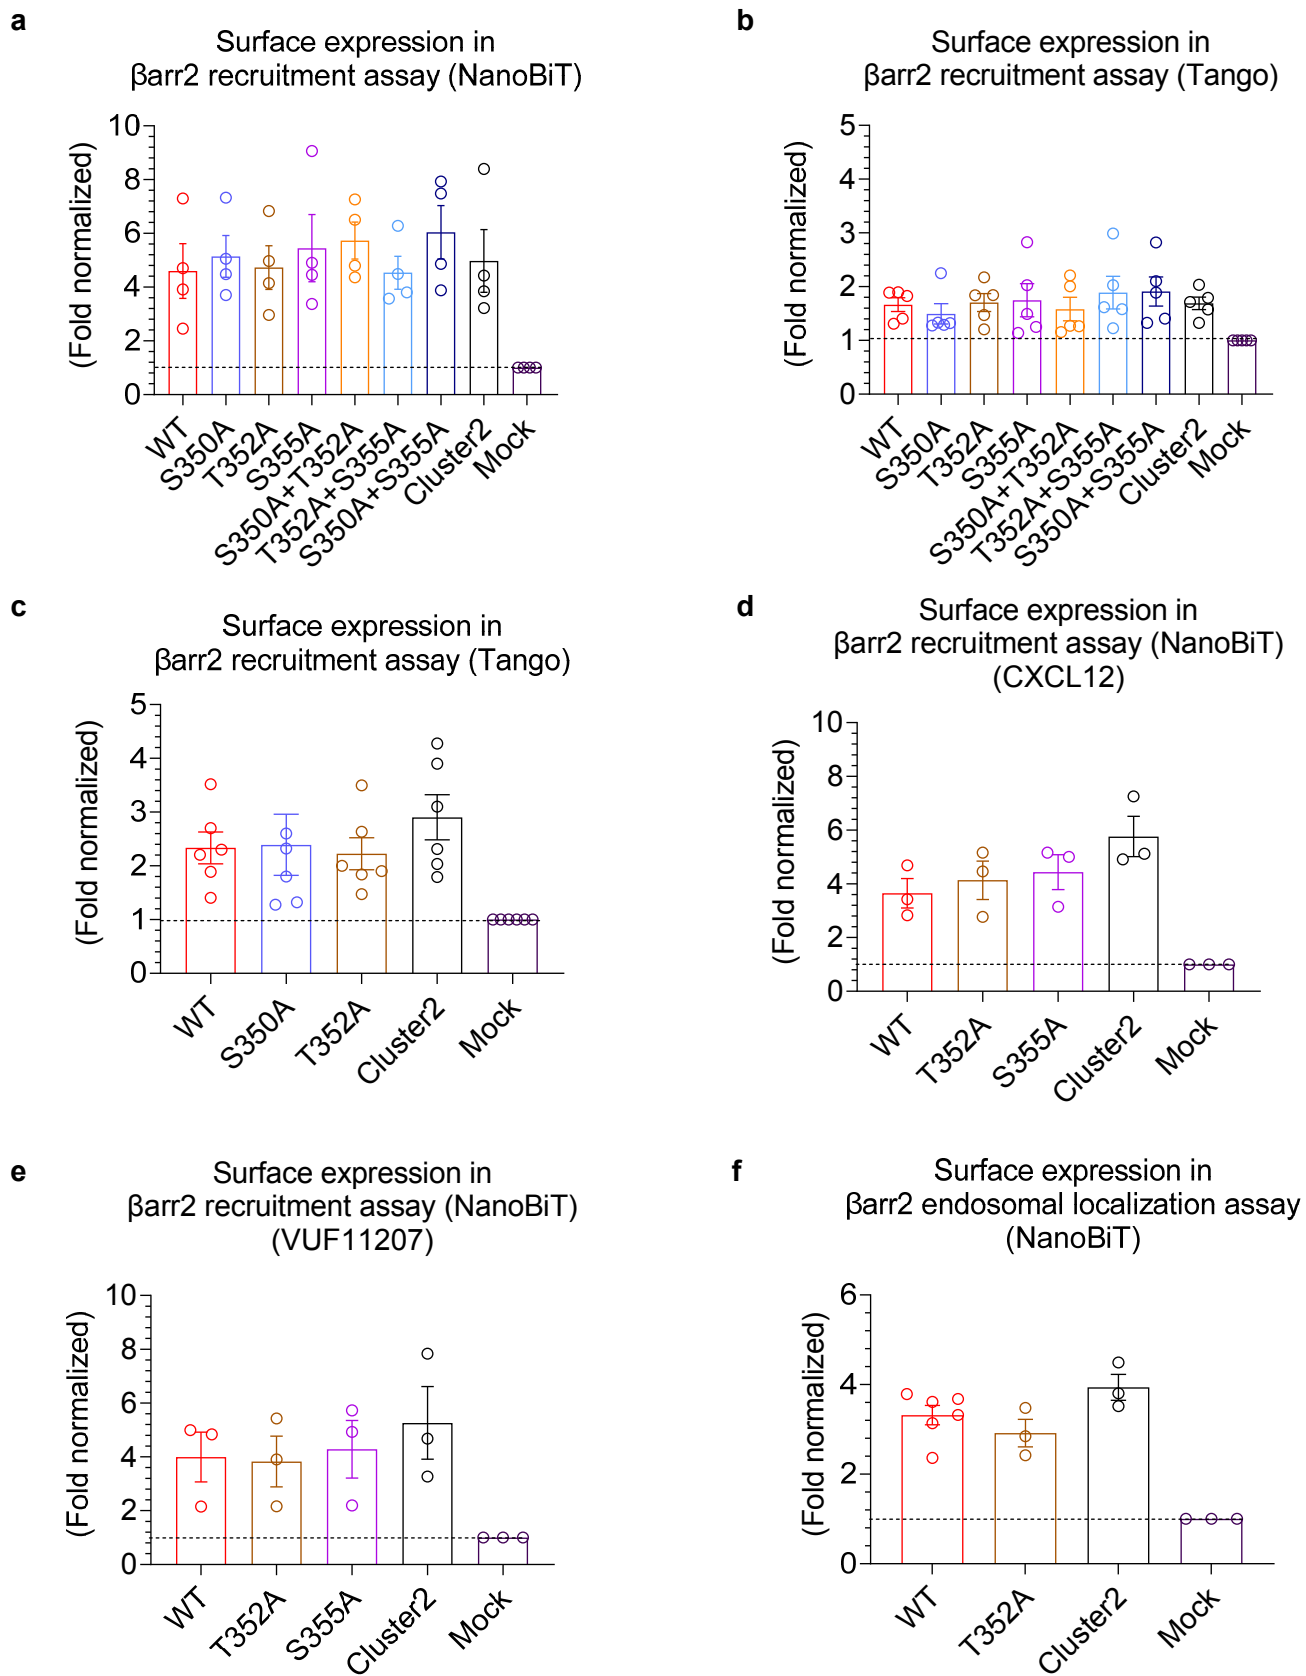 a
Surface expression in
βarr2 recruitment assay (NanoBiT)
(Fold normalized)
10
8
6
4
2
0
WT
S350A
T352A
S355A
S350A+T352A
T352A+S355A
S350A+S355A
Cluster2
Mock
b
Surface expression in
βarr2 recruitment assay (Tango)
(Fold normalized)
5
4
3
2
1
0
WT
S350A
T352A
S355A
S350A+T352A
T352A+S355A
S350A+S355A
Cluster2
Mock
c
Surface expression in
βarr2 recruitment assay (Tango)
(Fold normalized)
5
4
3
2
1
0
WT
S350A
T352A
Cluster2
Mock
d
Surface expression in
βarr2 recruitment assay (NanoBiT)
(CXCL12)
(Fold normalized)
10
8
6
4
2
0
WT
T352A
S355A
Cluster2
Mock
e
Surface expression in
βarr2 recruitment assay (NanoBiT)
(VUF11207)
(Fold normalized)
10
8
6
4
2
0
WT
T352A
S355A
Cluster2
Mock
f
Surface expression in
βarr2 endosomal localization assay
(NanoBiT)
(Fold normalized)
6
4
2
0
WT
T352A
Cluster2
Mock